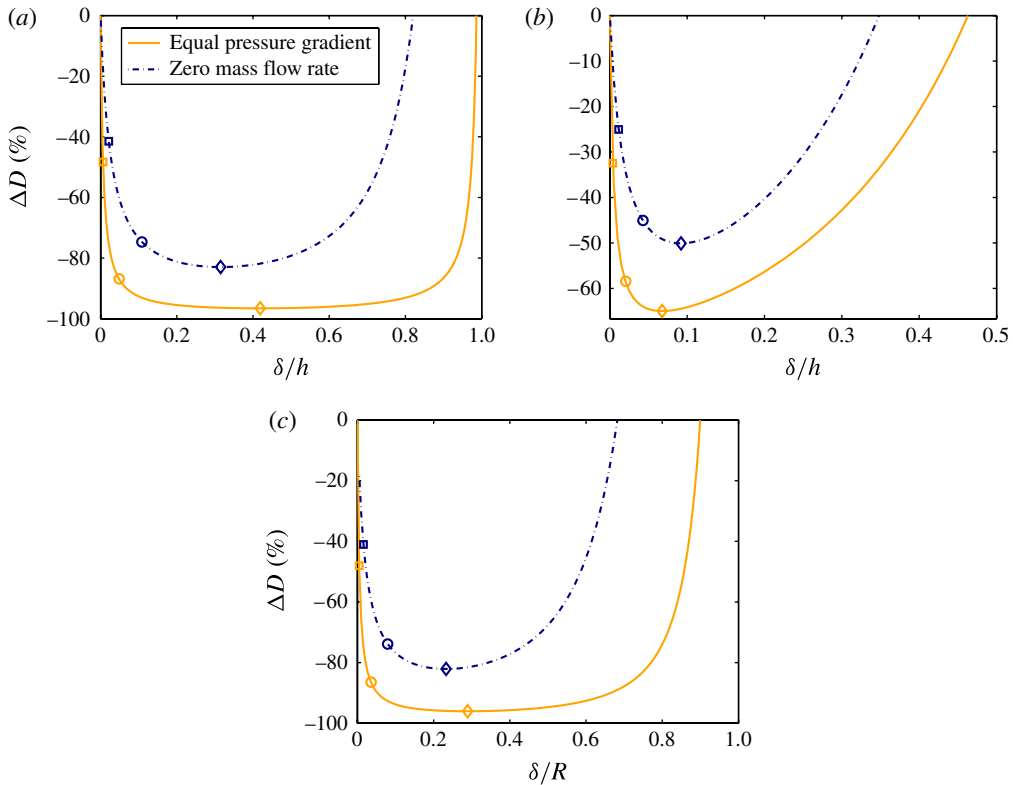 (a)
0
–20
–40
–60
–80
–100
ΔD (%)
Equal pressure gradient
Zero mass flow rate
0 0.2 0.4 0.6 0.8 1.0
δ/h
(b)
0
–10
–20
–30
–40
–50
–60
0 0.1 0.2 0.3 0.4 0.5
δ/h
(c)
0
–20
–40
–60
–80
–100
ΔD (%)
0 0.2 0.4 0.6 0.8 1.0
δ/R